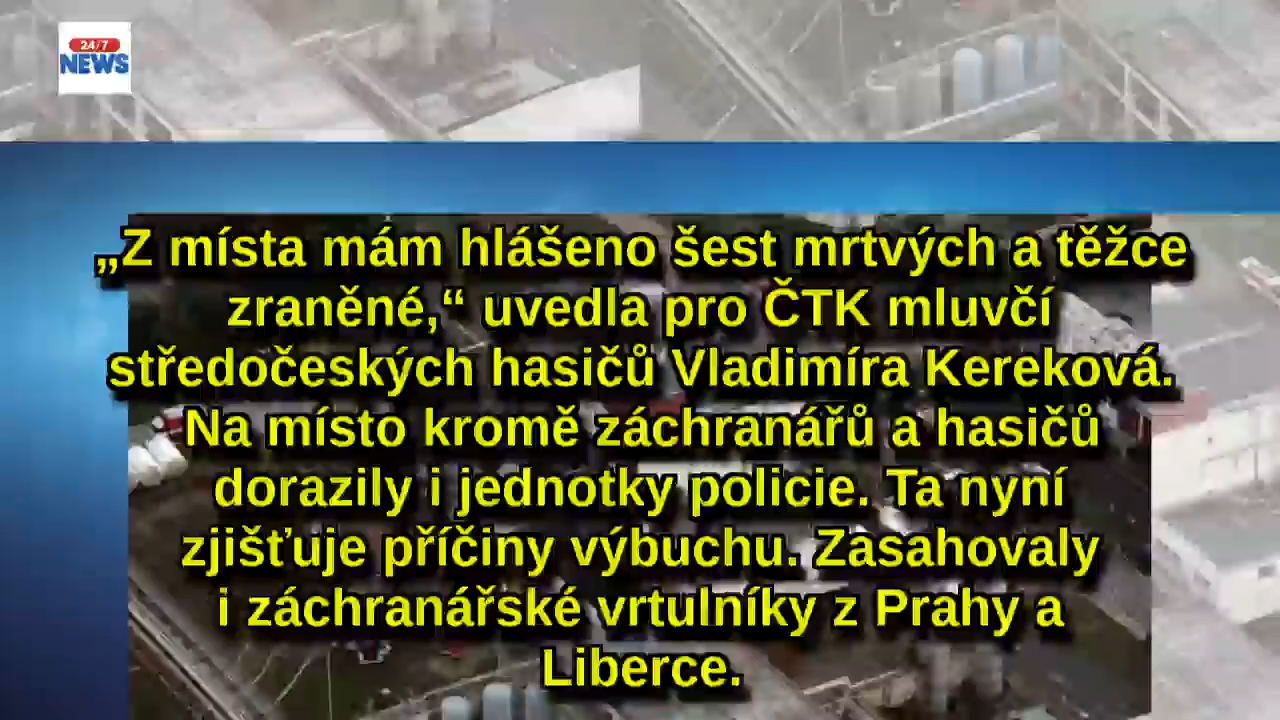 24/7
NEWS
„Z místa mám hlášeno šest mrtvých a těžce
zraněné,“ uvedla pro ČTK mluvčí
středočeských hasičů Vladimíra Kereková.
Na místo kromě záchranářů a hasičů
dorazily i jednotky policie. Ta nyní
zjišťuje příčiny výbuchu. Zasahovaly
i záchranářské vrtulníky z Prahy a
Liberce.